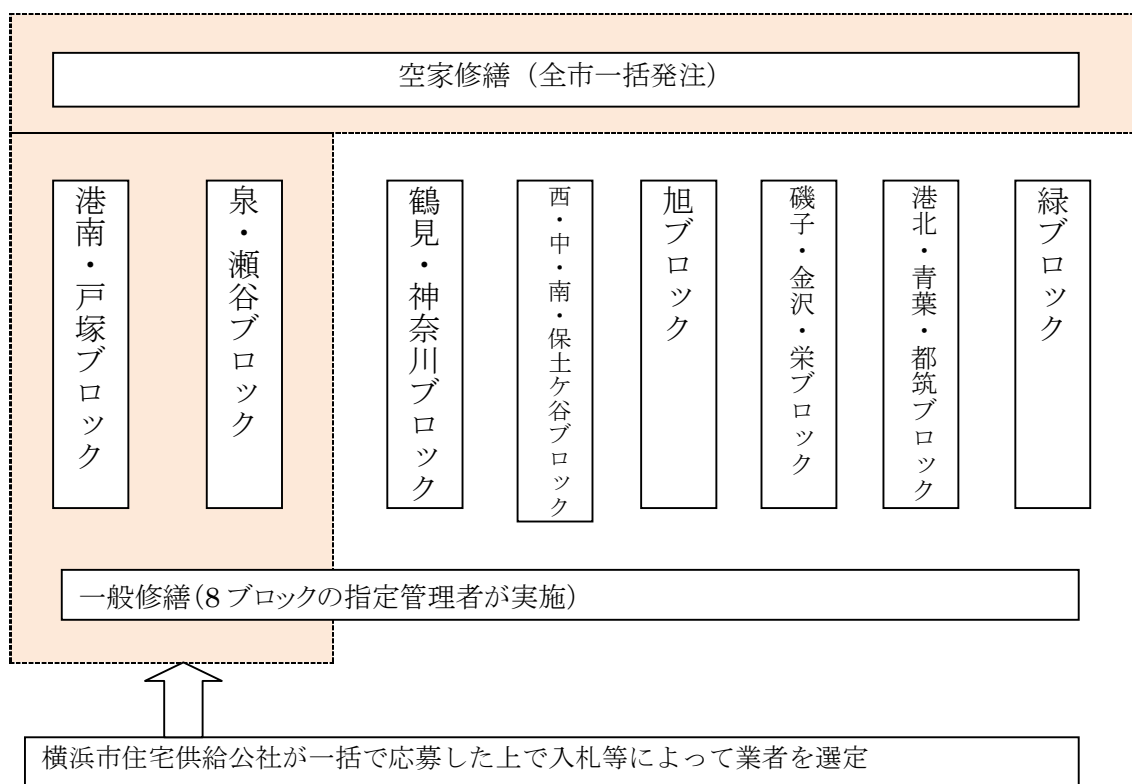 空家修繕（全市一括発注）
港南・戸塚ブロック
泉・瀬谷ブロック
鶴見・神奈川ブロック
西・中・南・保土ケ谷ブロック
旭ブロック
磯子・金沢・栄ブロック
港北・青葉・都筑ブロック
緑ブロック
一般修繕(8ブロックの指定管理者が実施)
横浜市住宅供給公社が一括で応募した上で入札等によって業者を選定